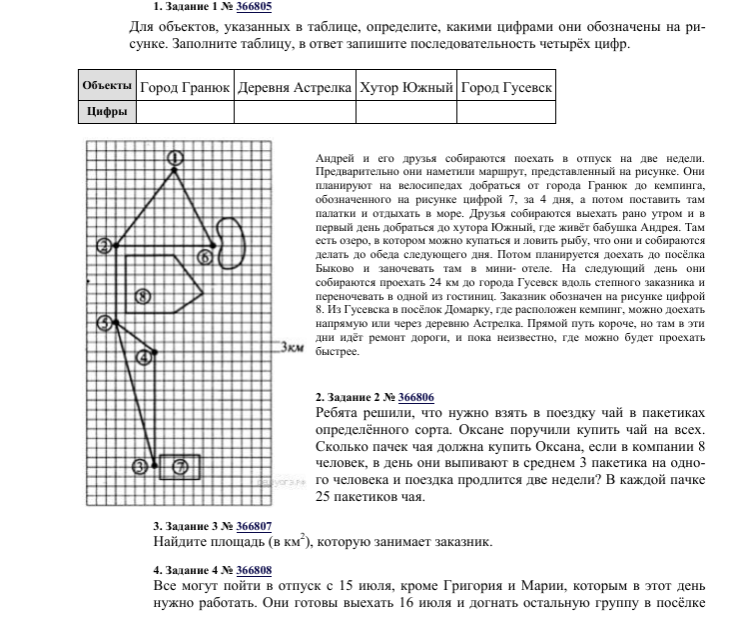 1. Задание 1 № 366805
Для объектов, указанных в таблице, определите, какими цифрами они обозначены на ри-
сунке. Заполните таблицу, в ответ запишите последовательность четырёх цифр.
Объекты Город Гранюк Деревня Астрелка Хутор Южный Город Гусевск
Цифры
1
2
6
8
5
4
3
7
3км
Андрей и его друзья собираются поехать в отпуск на две недели.
Предварительно они наметили маршрут, представленный на рисунке. Они
планируют на велосипедах добраться от города Гранюк до кемпинга,
обозначенного на рисунке цифрой 7, за 4 дня, а потом поставить там
палатки и отдыхать в море. Друзья собираются выехать рано утром и в
первый день добраться до хутора Южный, где живёт бабушка Андрея. Там
есть озеро, в котором можно купаться и ловить рыбу, что они и собираются
делать до обеда следующего дня. Потом планируется доехать до посёлка
Быково и заночевать там в мини- отеле. На следующий день они
собираются проехать 24 км до города Гусевск вдоль степного заказника и
переночевать в одной из гостиниц. Заказник обозначен на рисунке цифрой
8. Из Гусевска в посёлок Домарку, где расположен кемпинг, можно доехать
напрямую или через деревню Астрелка. Прямой путь короче, но там в эти
дни идёт ремонт дороги, и пока неизвестно, где можно будет проехать
быстрее.
2. Задание 2 № 366806
Ребята решили, что нужно взять в поездку чай в пакетиках
определённого сорта. Оксане поручили купить чай на всех.
Сколько пачек чая должна купить Оксана, если в компании 8
человек, в день они выпивают в среднем 3 пакетика на одно-
го человека и поездка продлится две недели? В каждой пачке
25 пакетиков чая.
3. Задание 3 № 366807
Найдите площадь (в км²), которую занимает заказник.
4. Задание 4 № 366808
Все могут пойти в отпуск с 15 июля, кроме Григория и Марии, которым в этот день
нужно работать. Они готовы выехать 16 июля и догнать остальную группу в посёлке